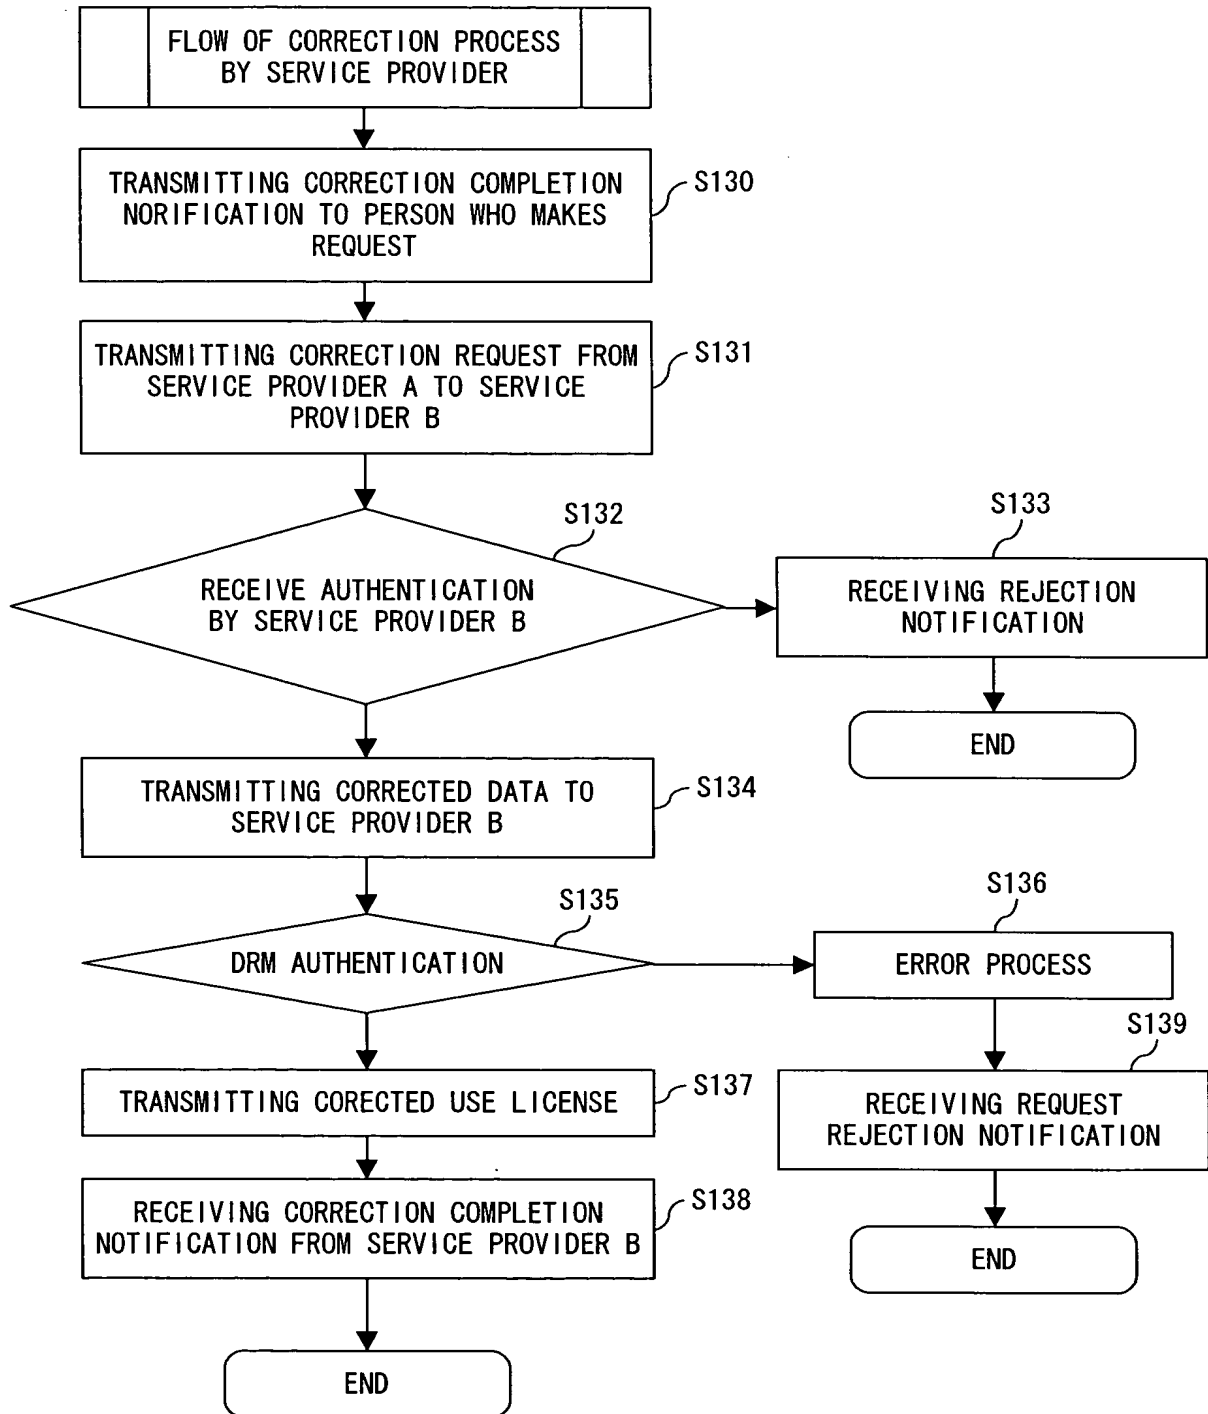 FLOW OF CORRECTION PROCESS
BY SERVICE PROVIDER
TRANSMITTING CORRECTION COMPLETION
NORIFICATION TO PERSON WHO MAKES
REQUEST
S130
TRANSMITTING CORRECTION REQUEST FROM
SERVICE PROVIDER A TO SERVICE
PROVIDER B
S131
S132
RECEIVE AUTHENTICATION
BY SERVICE PROVIDER B
S133
RECEIVING REJECTION
NOTIFICATION
END
TRANSMITTING CORRECTED DATA TO
SERVICE PROVIDER B
S134
S135
DRM AUTHENTICATION
S136
ERROR PROCESS
S139
RECEIVING REQUEST
REJECTION NOTIFICATION
END
TRANSMITTING CORECTED USE LICENSE
S137
RECEIVING CORRECTION COMPLETION
NOTIFICATION FROM SERVICE PROVIDER B
S138
END